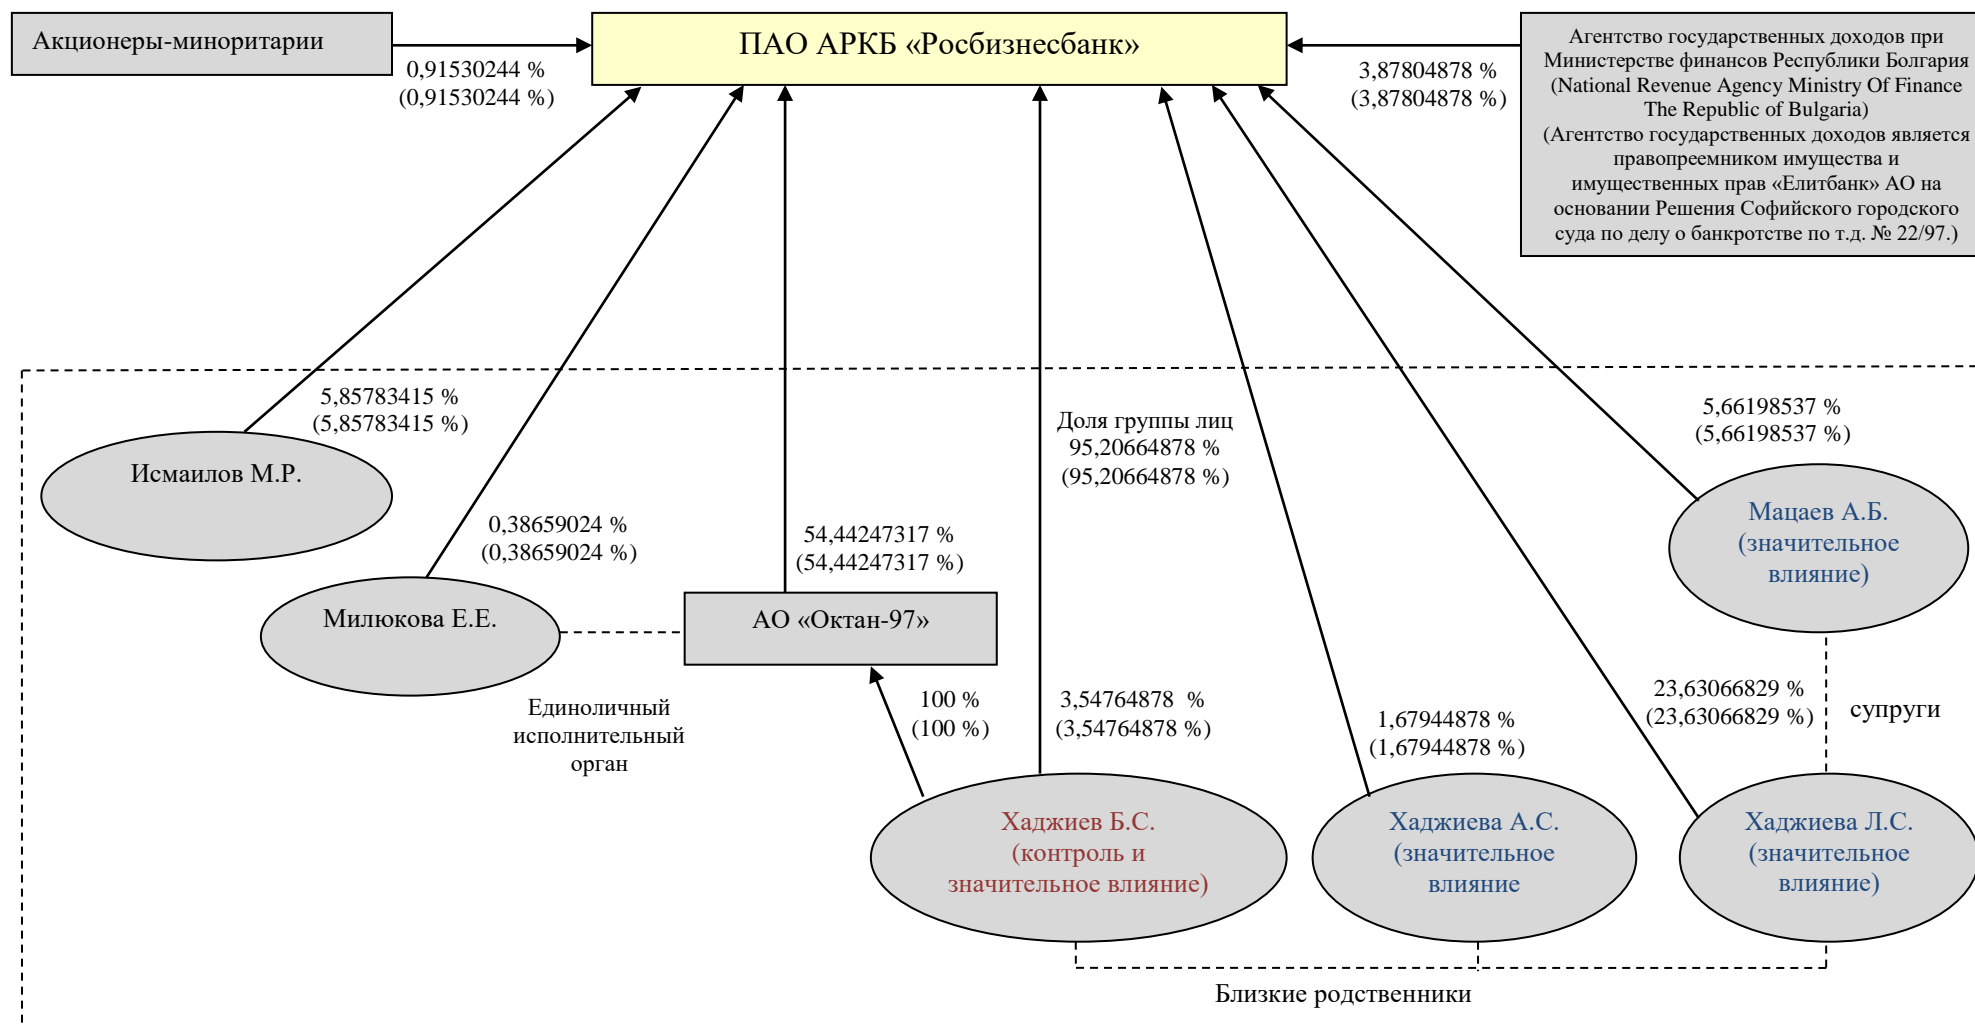 Акционеры-миноритарии
0,91530244 %
(0,91530244 %)
ПАО АРКБ «Росбизнесбанк»
3,87804878 %
(3,87804878 %)
Агентство государственных доходов при
Министерстве финансов Республики Болгария
(National Revenue Agency Ministry Of Finance
The Republic of Bulgaria)
(Агентство государственных доходов является
правопреемником имущества и
имущественных прав «Елитбанк» АО на
основании Решения Софийского городского
суда по делу о банкротстве по т.д. № 22/97.)
5,85783415 %
(5,85783415 %)
Исмаилов М.Р.
0,38659024 %
(0,38659024 %)
Милюкова Е.Е.
54,44247317 %
(54,44247317 %)
АО «Октан-97»
Единоличный
исполнительный
орган
Доля группы лиц
95,20664878 %
(95,20664878 %)
5,66198537 %
(5,66198537 %)
Мацаев А.Б.
(значительное
влияние)
100 %
(100 %)
3,54764878 %
(3,54764878 %)
1,67944878 %
(1,67944878 %)
23,63066829 %
(23,63066829 %)
супруги
Хаджиев Б.С.
(контроль и
значительное влияние)
Хаджиева А.С.
(значительное
влияние
Хаджиева Л.С.
(значительное
влияние)
Близкие родственники